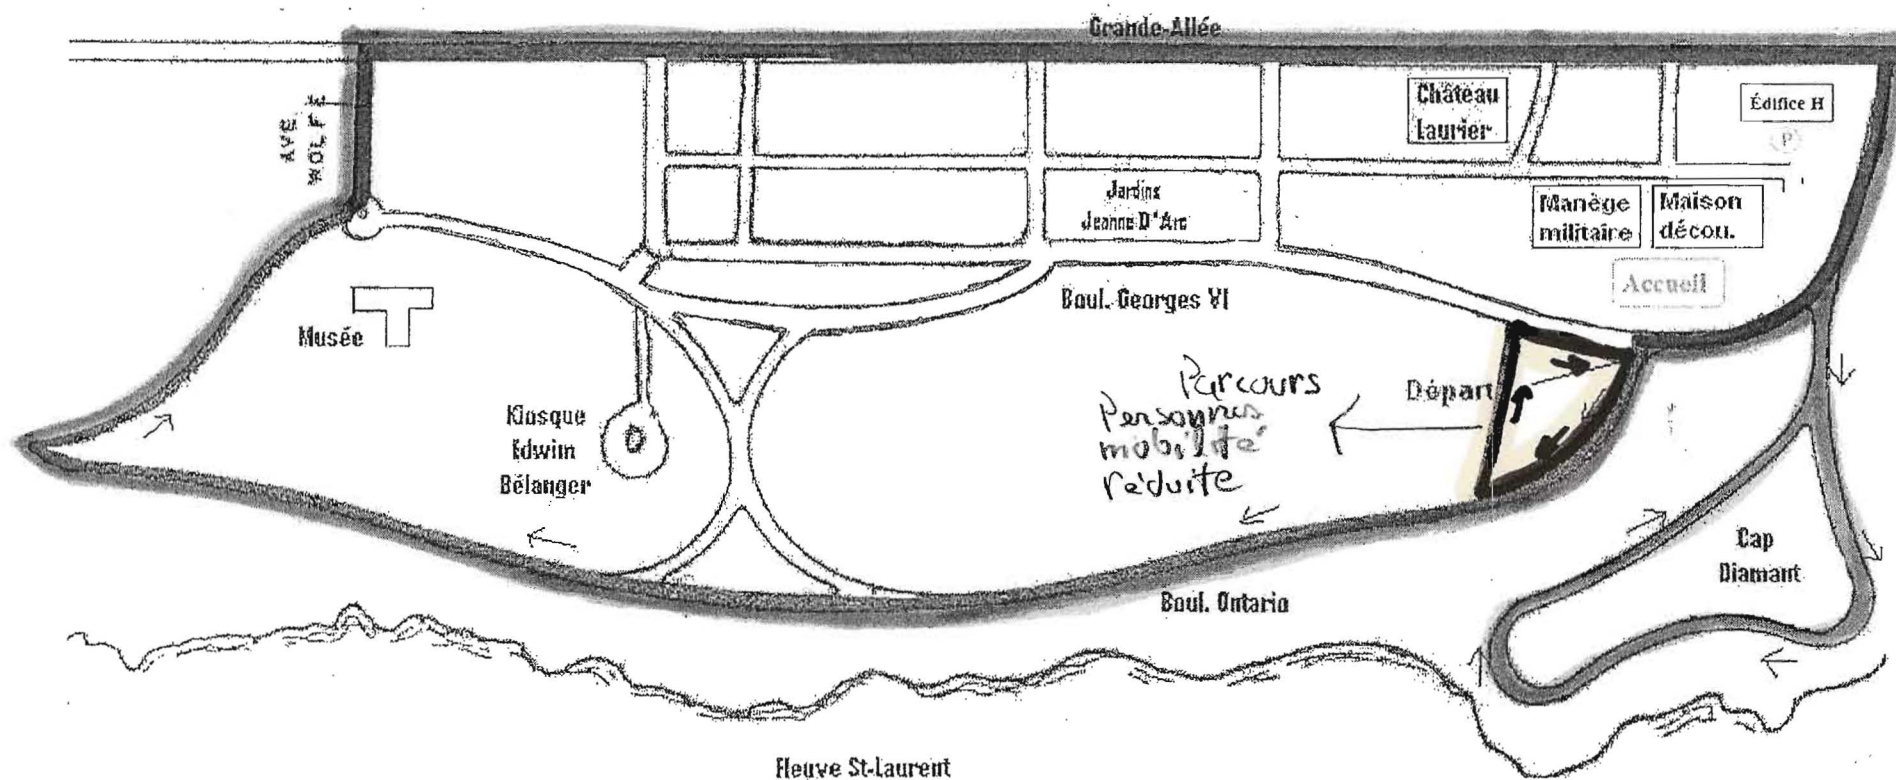 Grande-Allée
AVE
WOLFE
Château
Laurier
Édifice H
P
Jardins
Jeanne D'Arc
Manège
militaire
Maison
décou.
Accueil
Boul. Georges VI
Musée
Kiosque
Edwim
Bélanger
Parcours
Personnes
mobilité
réduite
Départ
Cap
Diamant
Boul. Ontario
Fleuve St-Laurent